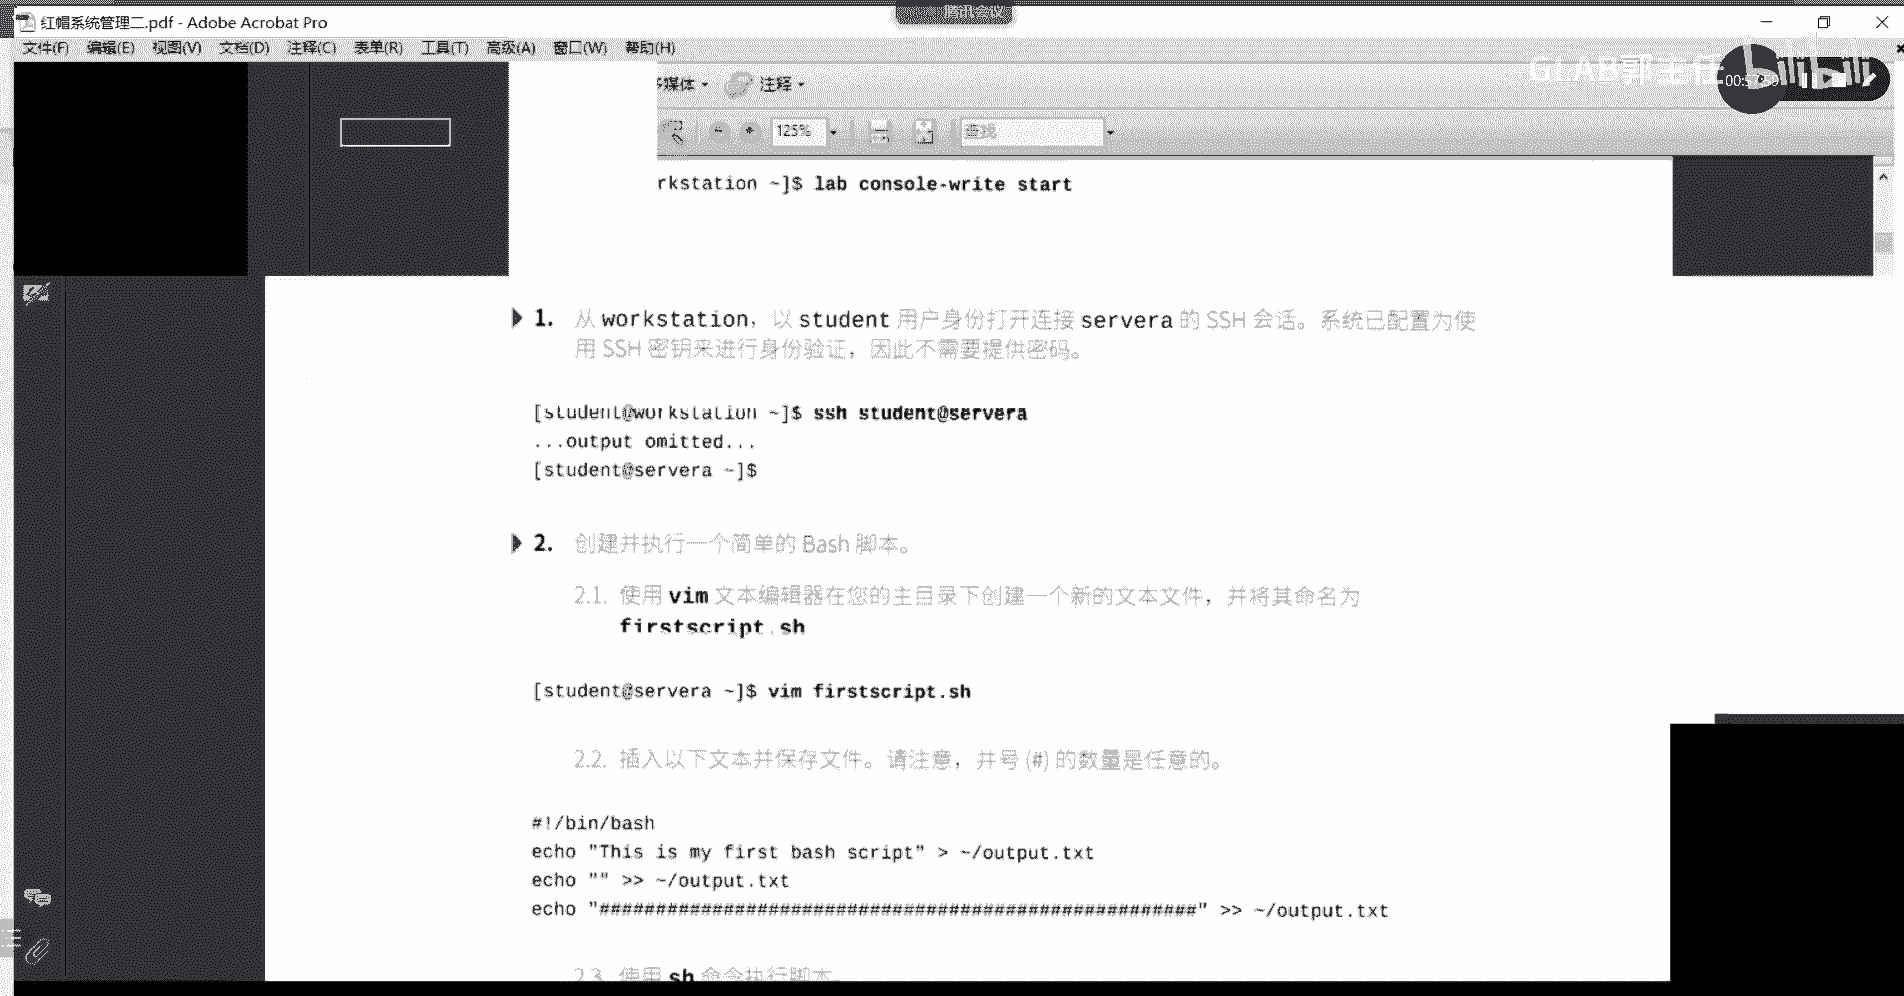 腾讯会议
红帽系统管理二.pdf - Adobe Acrobat Pro
文件(F) 编辑(E) 视图(V) 文档(D) 注释(C) 表单(R) 工具(T) 高级(A) 窗口(W) 帮助(H)
GLAB郭主任 bilibili
00:57:59
媒体 注释
125% 查找
rkstation ~]$ lab console-write start
1. 从 workstation，以 student 用户身份打开连接 servera 的 SSH 会话。系统已配置为使
用 SSH 密钥来进行身份验证，因此不需要提供密码。
[student@workstation ~]$ ssh student@servera
...output omitted...
[student@servera ~]$
2. 创建并执行一个简单的 Bash 脚本。
2.1. 使用 vim 文本编辑器在您的主目录下创建一个新的文本文件，并将其命名为
firstscript.sh
[student@servera ~]$ vim firstscript.sh
2.2. 插入以下文本并保存文件。请注意，井号 (#) 的数量是任意的。
#!/bin/bash
echo "This is my first bash script" > ~/output.txt
echo "" >> ~/output.txt
echo "#####################################################" >> ~/output.txt
2.3. 使用 sh 命令执行脚本。